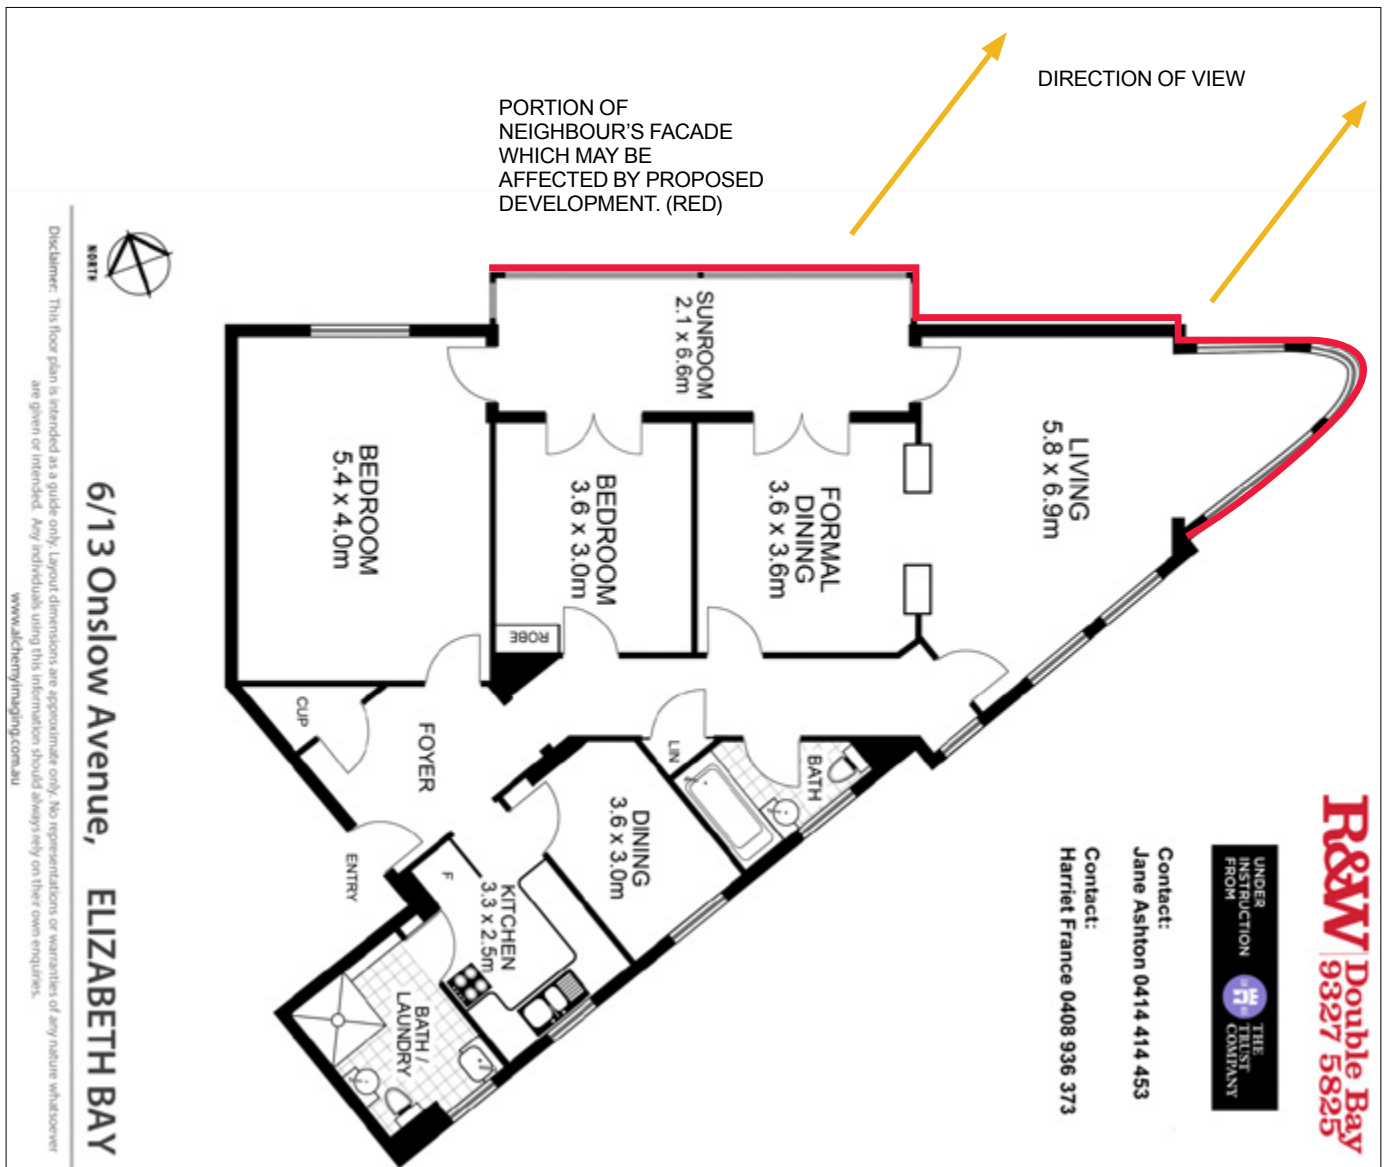 PORTION OF
NEIGHBOUR'S FACADE
WHICH MAY BE
AFFECTED BY PROPOSED
DEVELOPMENT. (RED)
DIRECTION OF VIEW
NORTH
SUNROOM
2.1 x 6.6m
LIVING
5.8 x 6.9m
BEDROOM
5.4 x 4.0m
BEDROOM
3.6 x 3.0m
FORMAL
DINING
3.6 x 3.6m
ROBE
CUP
FOYER
LIN
BATH
DINING
3.6 x 3.0m
ENTRY
F
KITCHEN
3.3 x 2.5m
BATH /
LAUNDRY
R&W Double Bay
9327 5825
UNDER
INSTRUCTION
FROM
THE
TRUST
COMPANY
Contact:
Jane Ashton 0414 414 453
Contact:
Harriet France 0408 936 373
6/13 Onslow Avenue, ELIZABETH BAY
Disclaimer: This floor plan is intended as a guide only. Layout dimensions are approximate only. No representations or warranties of any nature whatsoever
are given or intended. Any individuals using this information should always rely on their own enquiries.
www.alchemyimaging.com.au